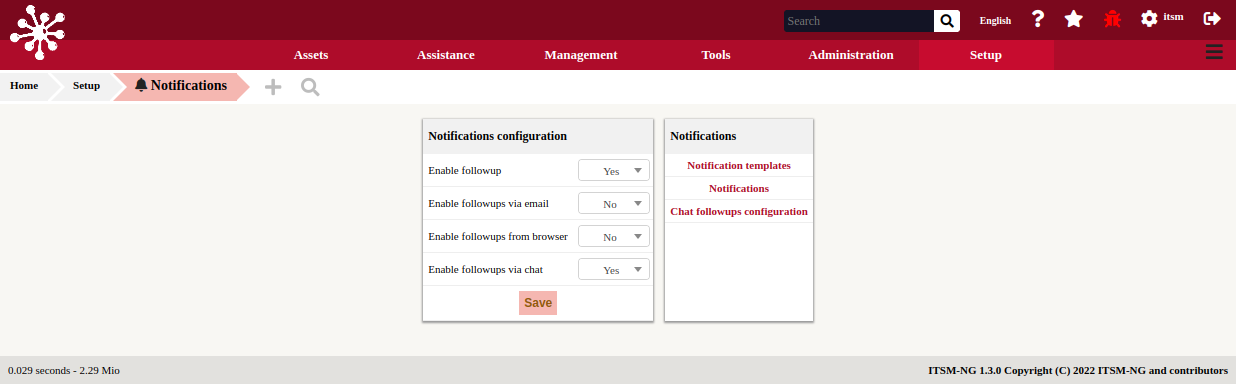 Search English itsm
Assets Assistance Management Tools Administration Setup
Home Setup Notifications
Notifications configuration
Enable followup Yes
Enable followups via email No
Enable followups from browser No
Enable followups via chat Yes
Save
Notifications
Notification templates
Notifications
Chat followups configuration
0.029 seconds - 2.29 Mio ITSM-NG 1.3.0 Copyright (C) 2022 ITSM-NG and contributors